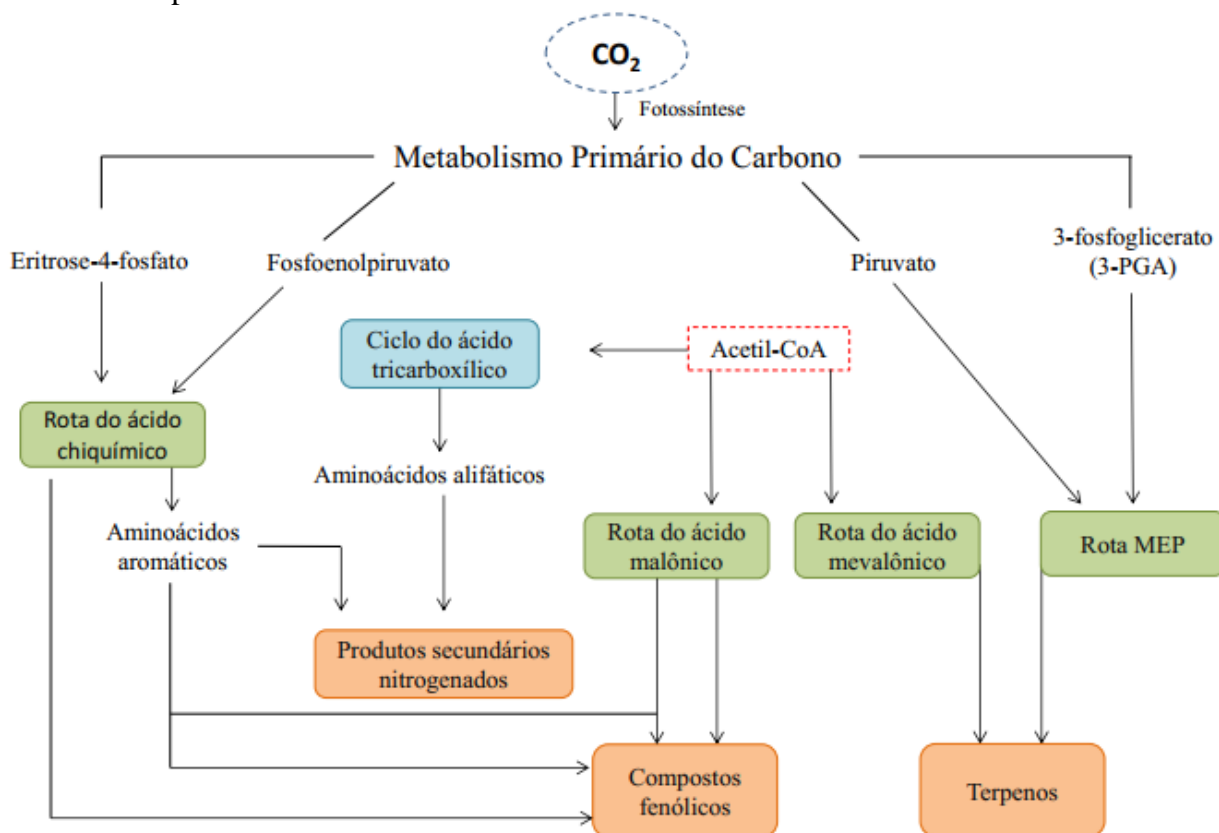 CO2
Fotossíntese
Metabolismo Primário do Carbono
Eritrose-4-fosfato
Fosfoenolpiruvato
Piruvato
3-fosfoglicerato
(3-PGA)
Ciclo do ácido
tricarboxílico
Acetil-CoA
Rota do ácido
chiquímico
Aminoácidos alifáticos
Aminoácidos
aromáticos
Rota do ácido
malônico
Rota do ácido
mevalônico
Rota MEP
Produtos secundários
nitrogenados
Compostos
fenólicos
Terpenos